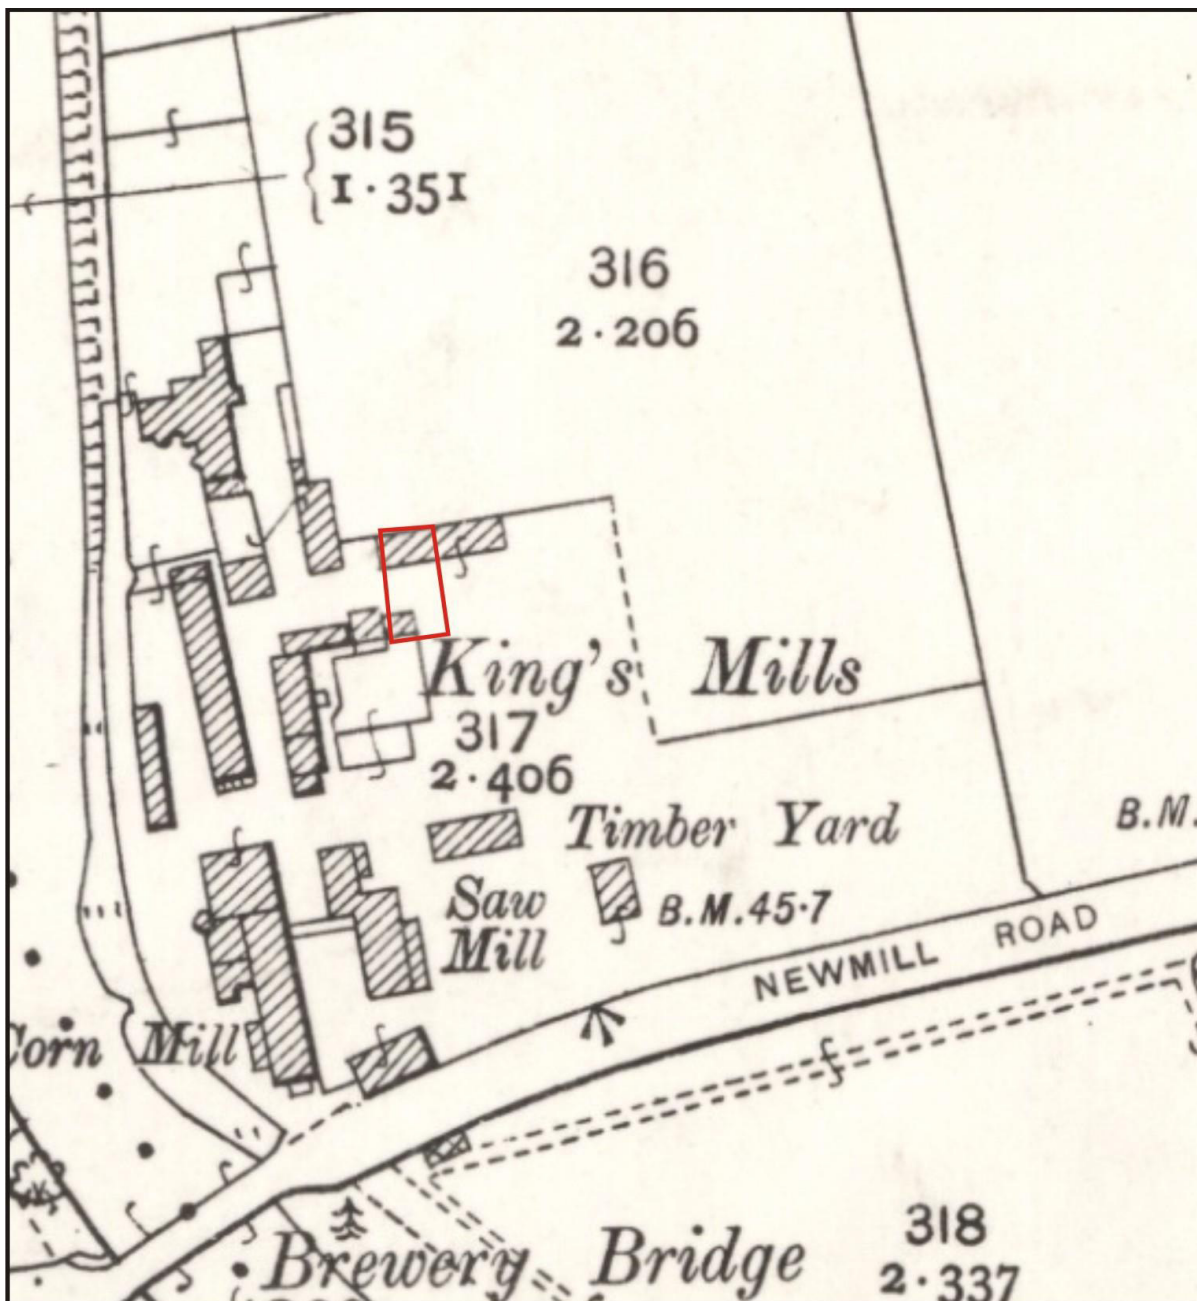 315
1·351
316
2·206
King's Mills
317
2·406
Timber Yard
B.M.
Saw
Mill
B.M.45·7
NEWMILL ROAD
Corn Mill
Brewery Bridge
318
2·337